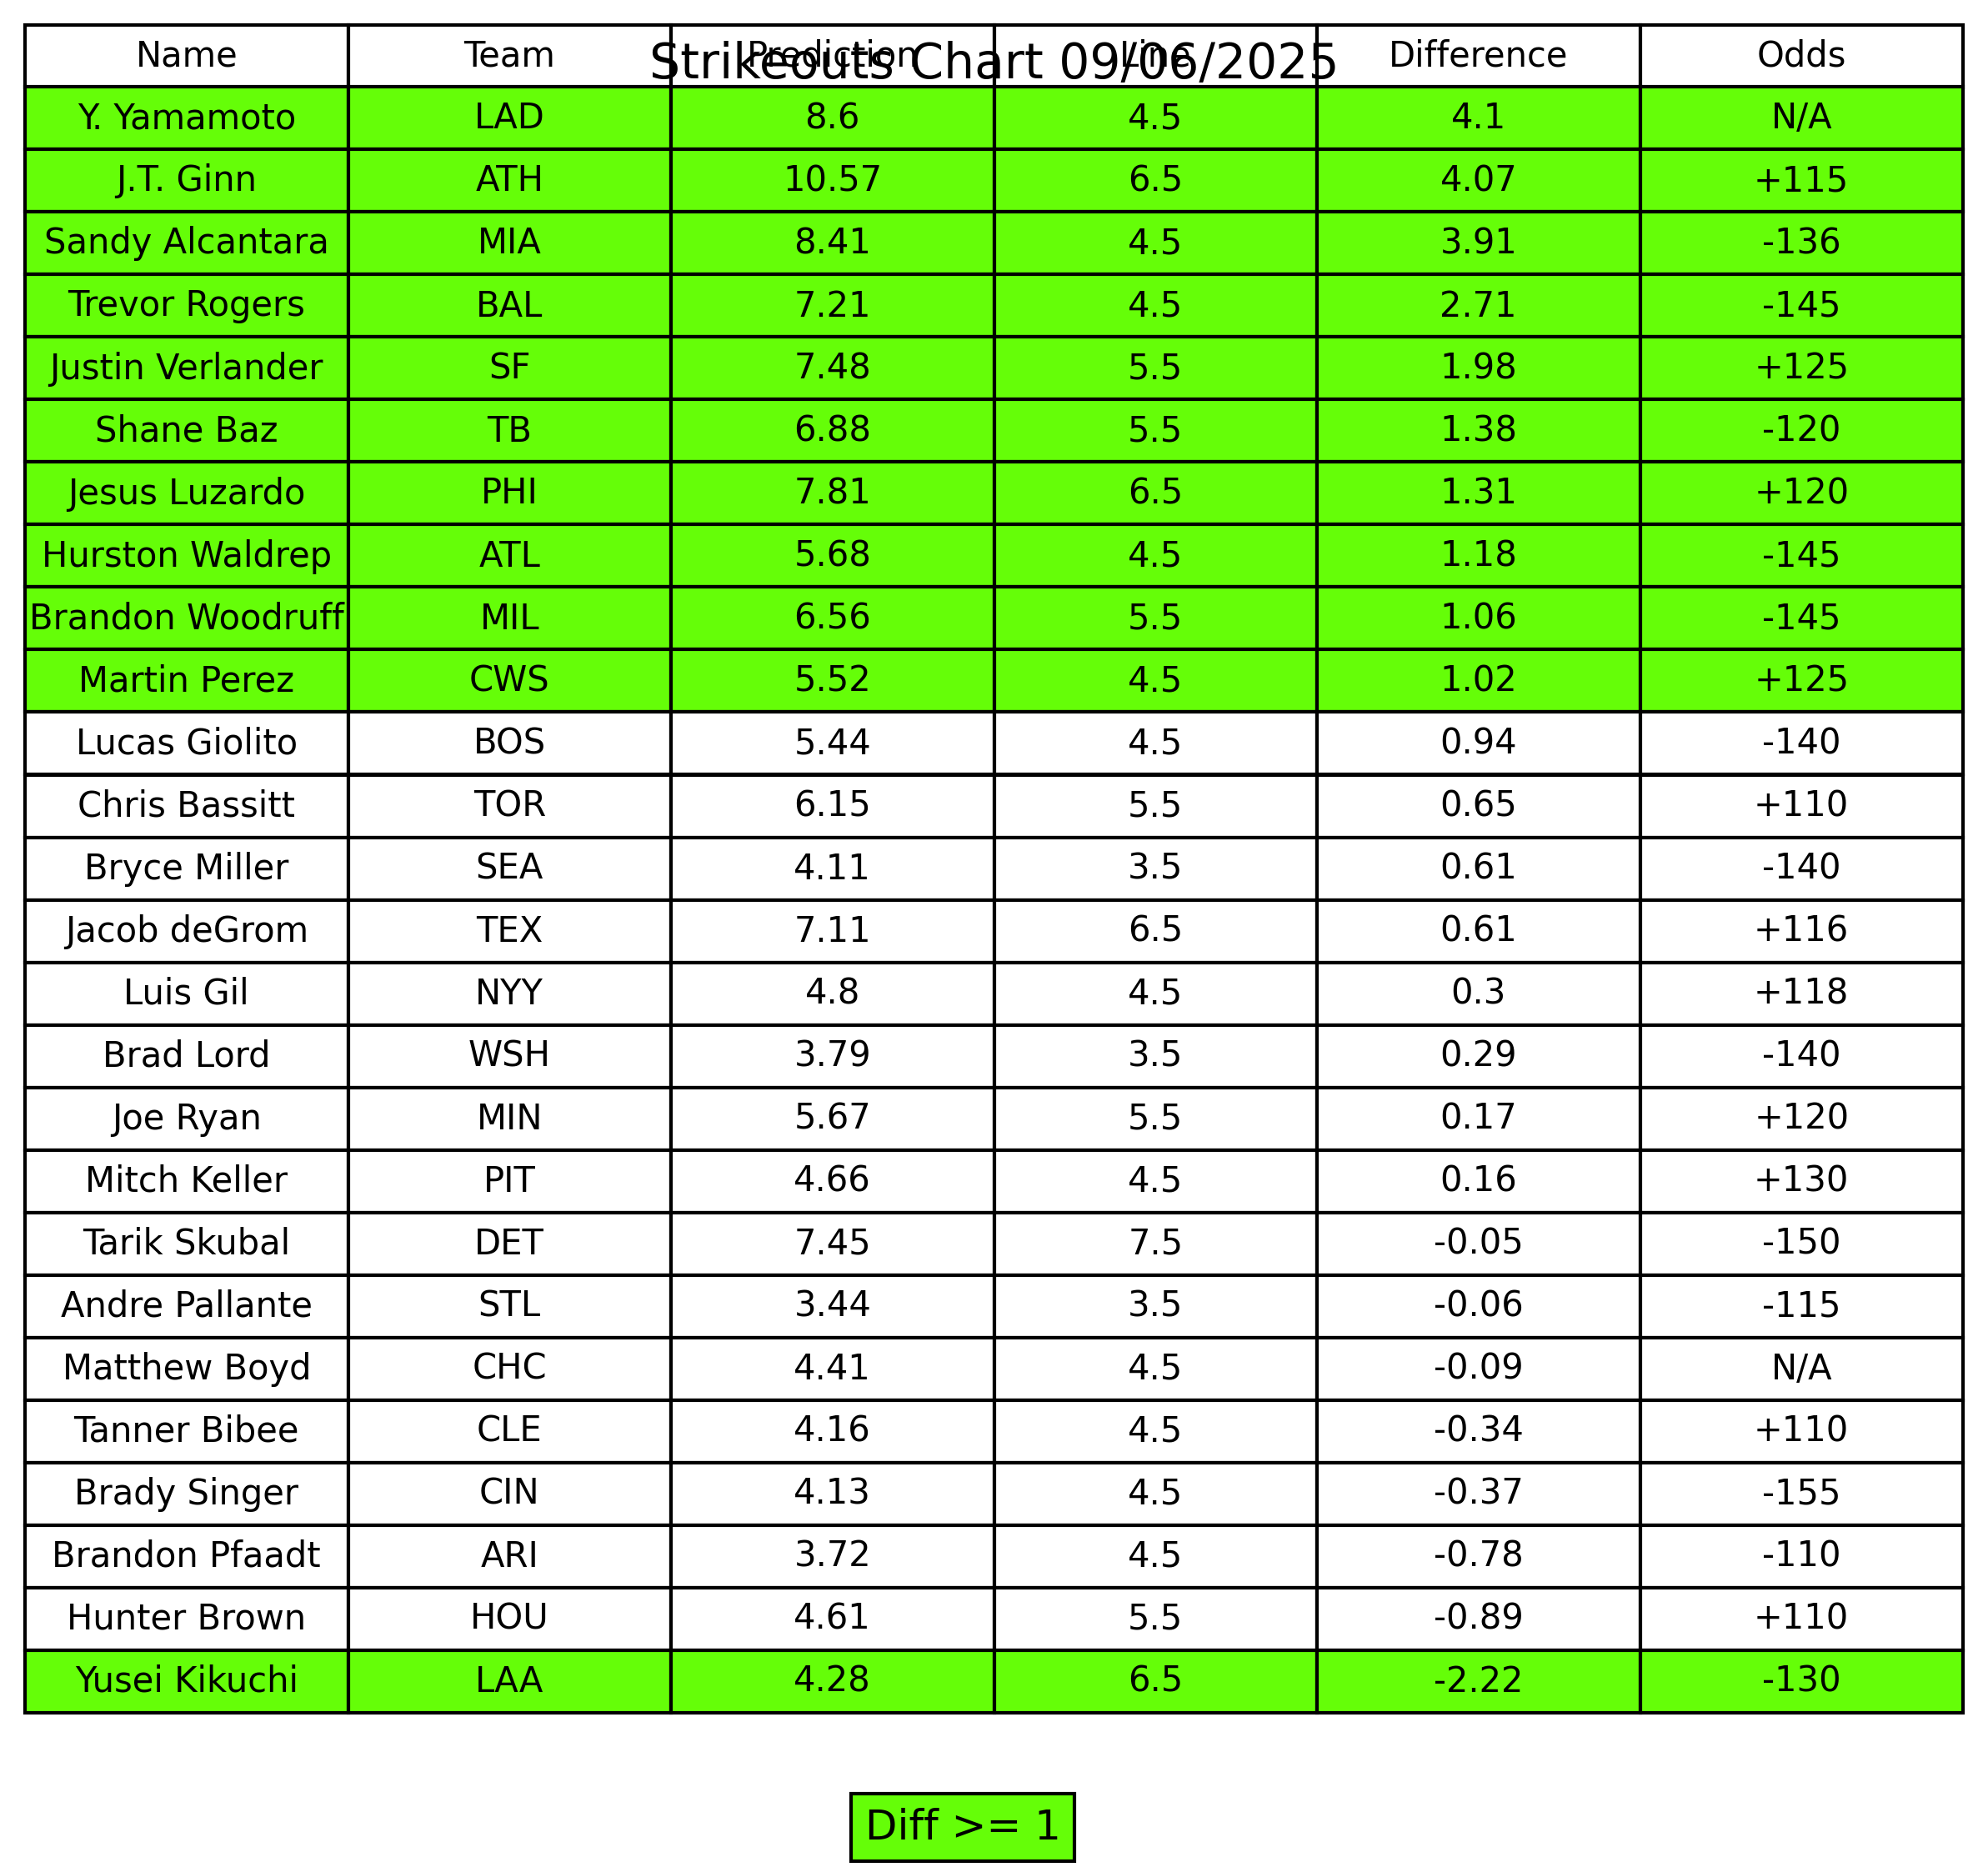 Strikeouts Chart 09/06/2025
Name Team Prediction Line Difference Odds
Y. Yamamoto LAD 8.6 4.5 4.1 N/A
J.T. Ginn ATH 10.57 6.5 4.07 +115
Sandy Alcantara MIA 8.41 4.5 3.91 -136
Trevor Rogers BAL 7.21 4.5 2.71 -145
Justin Verlander SF 7.48 5.5 1.98 +125
Shane Baz TB 6.88 5.5 1.38 -120
Jesus Luzardo PHI 7.81 6.5 1.31 +120
Hurston Waldrep ATL 5.68 4.5 1.18 -145
Brandon Woodruff MIL 6.56 5.5 1.06 -145
Martin Perez CWS 5.52 4.5 1.02 +125
Lucas Giolito BOS 5.44 4.5 0.94 -140
Chris Bassitt TOR 6.15 5.5 0.65 +110
Bryce Miller SEA 4.11 3.5 0.61 -140
Jacob deGrom TEX 7.11 6.5 0.61 +116
Luis Gil NYY 4.8 4.5 0.3 +118
Brad Lord WSH 3.79 3.5 0.29 -140
Joe Ryan MIN 5.67 5.5 0.17 +120
Mitch Keller PIT 4.66 4.5 0.16 +130
Tarik Skubal DET 7.45 7.5 -0.05 -150
Andre Pallante STL 3.44 3.5 -0.06 -115
Matthew Boyd CHC 4.41 4.5 -0.09 N/A
Tanner Bibee CLE 4.16 4.5 -0.34 +110
Brady Singer CIN 4.13 4.5 -0.37 -155
Brandon Pfaadt ARI 3.72 4.5 -0.78 -110
Hunter Brown HOU 4.61 5.5 -0.89 +110
Yusei Kikuchi LAA 4.28 6.5 -2.22 -130
Diff >= 1